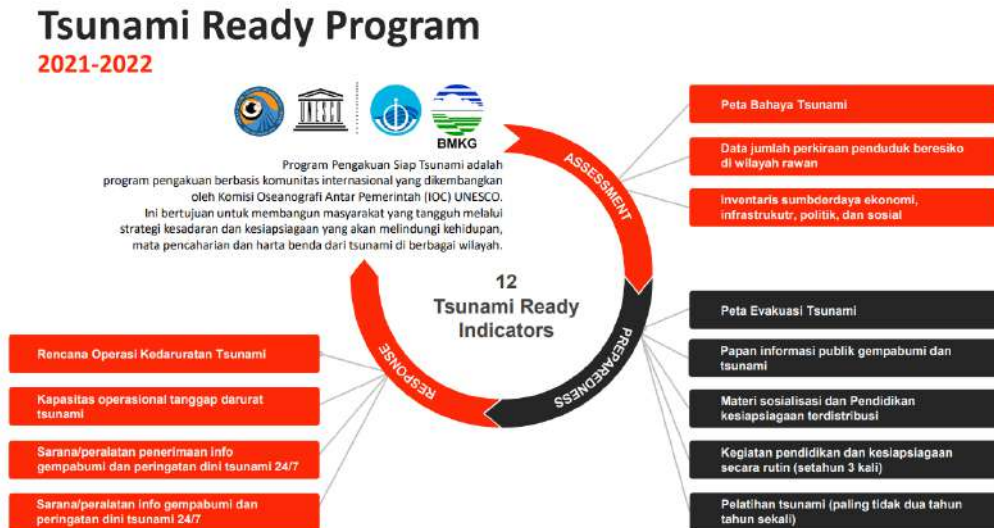 Tsunami Ready Program
2021-2022
UNESCO
BMKG
Program Pengakuan Siap Tsunami adalah
program pengakuan berbasis komunitas internasional yang dikembangkan
oleh Komisi Oseanografi Antar Pemerintah (IOC) UNESCO.
Ini bertujuan untuk membangun masyarakat yang tangguh melalui
strategi kesadaran dan kesiapsiagaan yang akan melindungi kehidupan,
mata pencaharian dan harta benda dari tsunami di berbagai wilayah.
12
Tsunami Ready
Indicators
ASSESSMENT
Peta Bahaya Tsunami
Data jumlah perkiraan penduduk beresiko
di wilayah rawan
Inventaris sumbderdaya ekonomi,
infrastrukutr, politik, dan sosial
PREPAREDNESS
Peta Evakuasi Tsunami
Papan informasi publik gempabumi dan
tsunami
Materi sosialisasi dan Pendidikan
kesiapsiagaan terdistribusi
Kegiatan pendidikan dan kesiapsiagaan
secara rutin (setahun 3 kali)
Pelatihan tsunami (paling tidak dua tahun
tahun sekali)
RESPONSE
Rencana Operasi Kedaruratan Tsunami
Kapasitas operasional tanggap darurat
tsunami
Sarana/peralatan penerimaan info
gempabumi dan peringatan dini tsunami 24/7
Sarana/peralatan info gempabumi dan
peringatan dini tsunami 24/7